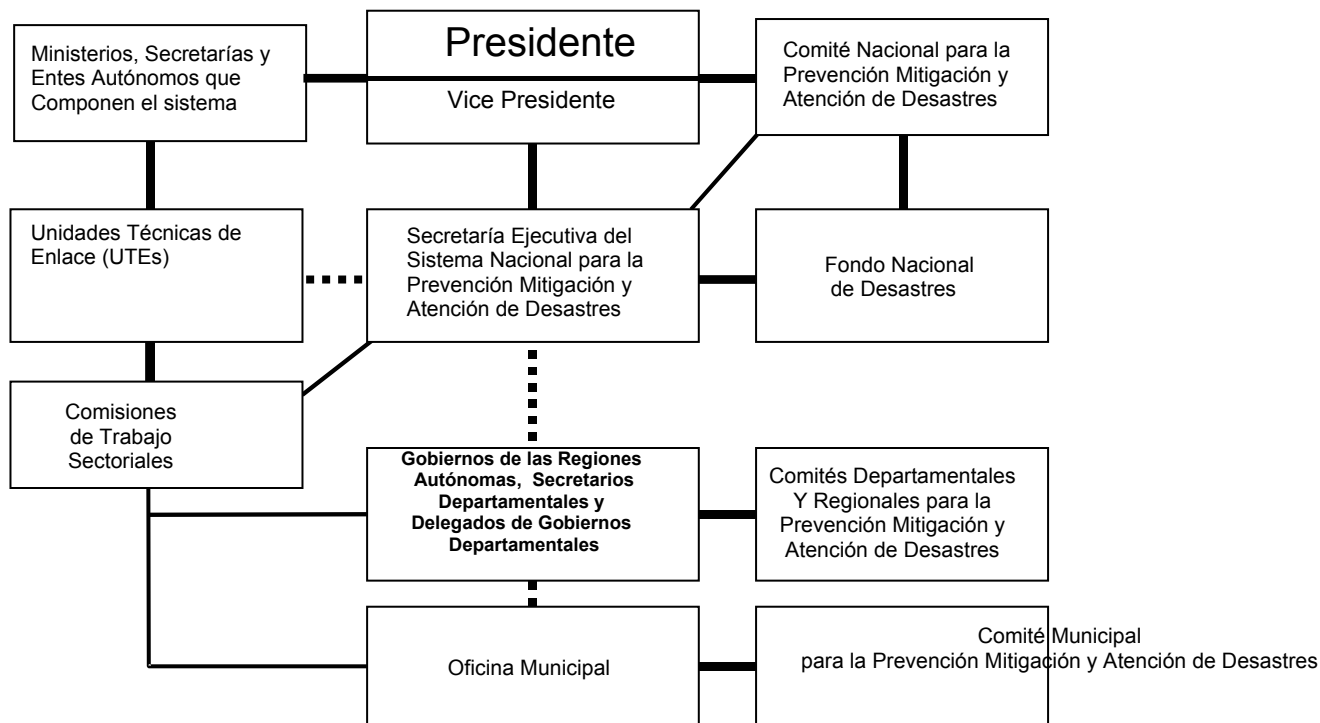 Presidente
Vice Presidente
Ministerios, Secretarías y
Entes Autónomos que
Componen el sistema
Comité Nacional para la
Prevención Mitigación y
Atención de Desastres
Unidades Técnicas de
Enlace (UTEs)
Secretaría Ejecutiva del
Sistema Nacional para la
Prevención Mitigación y
Atención de Desastres
Fondo Nacional
de Desastres
Comisiones
de Trabajo
Sectoriales
Gobiernos de las Regiones
Autónomas, Secretarios
Departamentales y
Delegados de Gobiernos
Departamentales
Comités Departamentales
Y Regionales para la
Prevención Mitigación y
Atención de Desastres
Oficina Municipal
Comité Municipal
para la Prevención Mitigación y Atención de Desastres